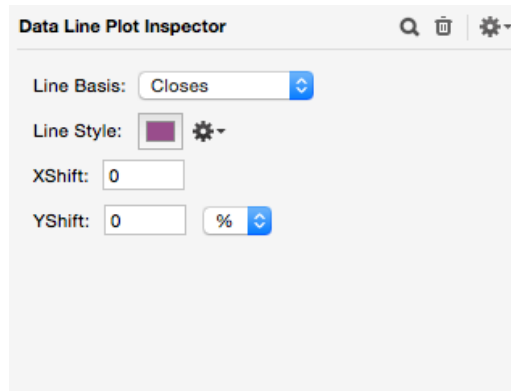 Data Line Plot Inspector
Line Basis: Closes
Line Style:
XShift: 0
YShift: 0 %